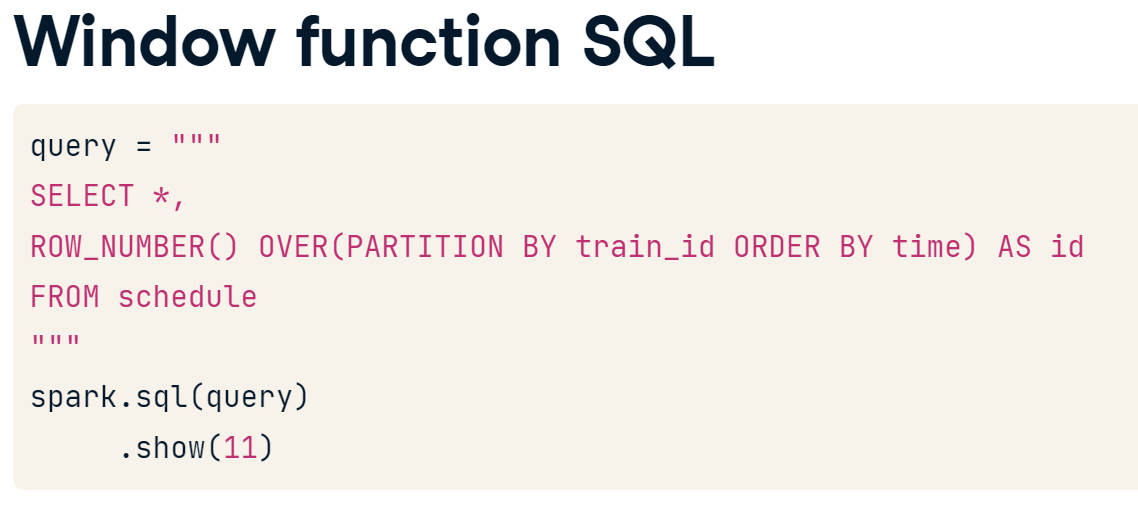 Window function SQL
query = """
SELECT *,
ROW_NUMBER() OVER(PARTITION BY train_id ORDER BY time) AS id
FROM schedule
"""
spark.sql(query)
.show(11)